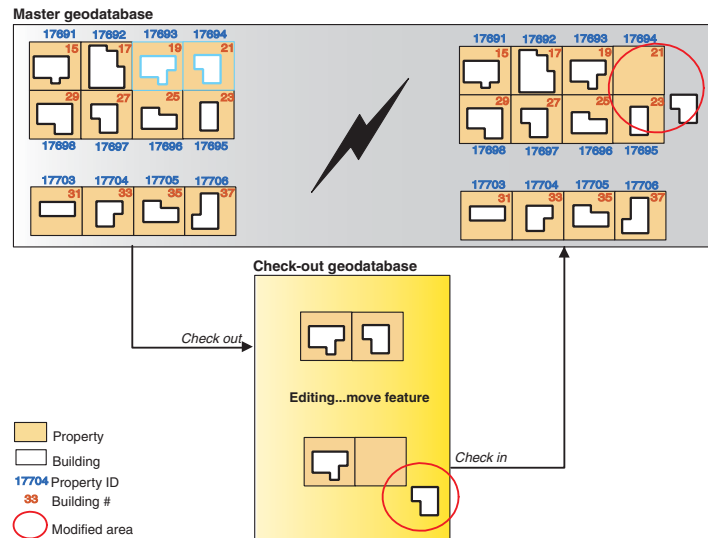 Master geodatabase
17691 17692 17693 17694
15 17 19 21
29 27 25 23
17698 17697 17696 17695
17703 17704 17705 17706
31 33 35 37
17691 17692 17693 17694
15 17 19 21
29 27 25 23
17698 17697 17696 17695
17703 17704 17705 17706
31 33 35 37
Check-out geodatabase
Check out
Editing...move feature
Check in
Property
Building
17704 Property ID
33 Building #
Modified area